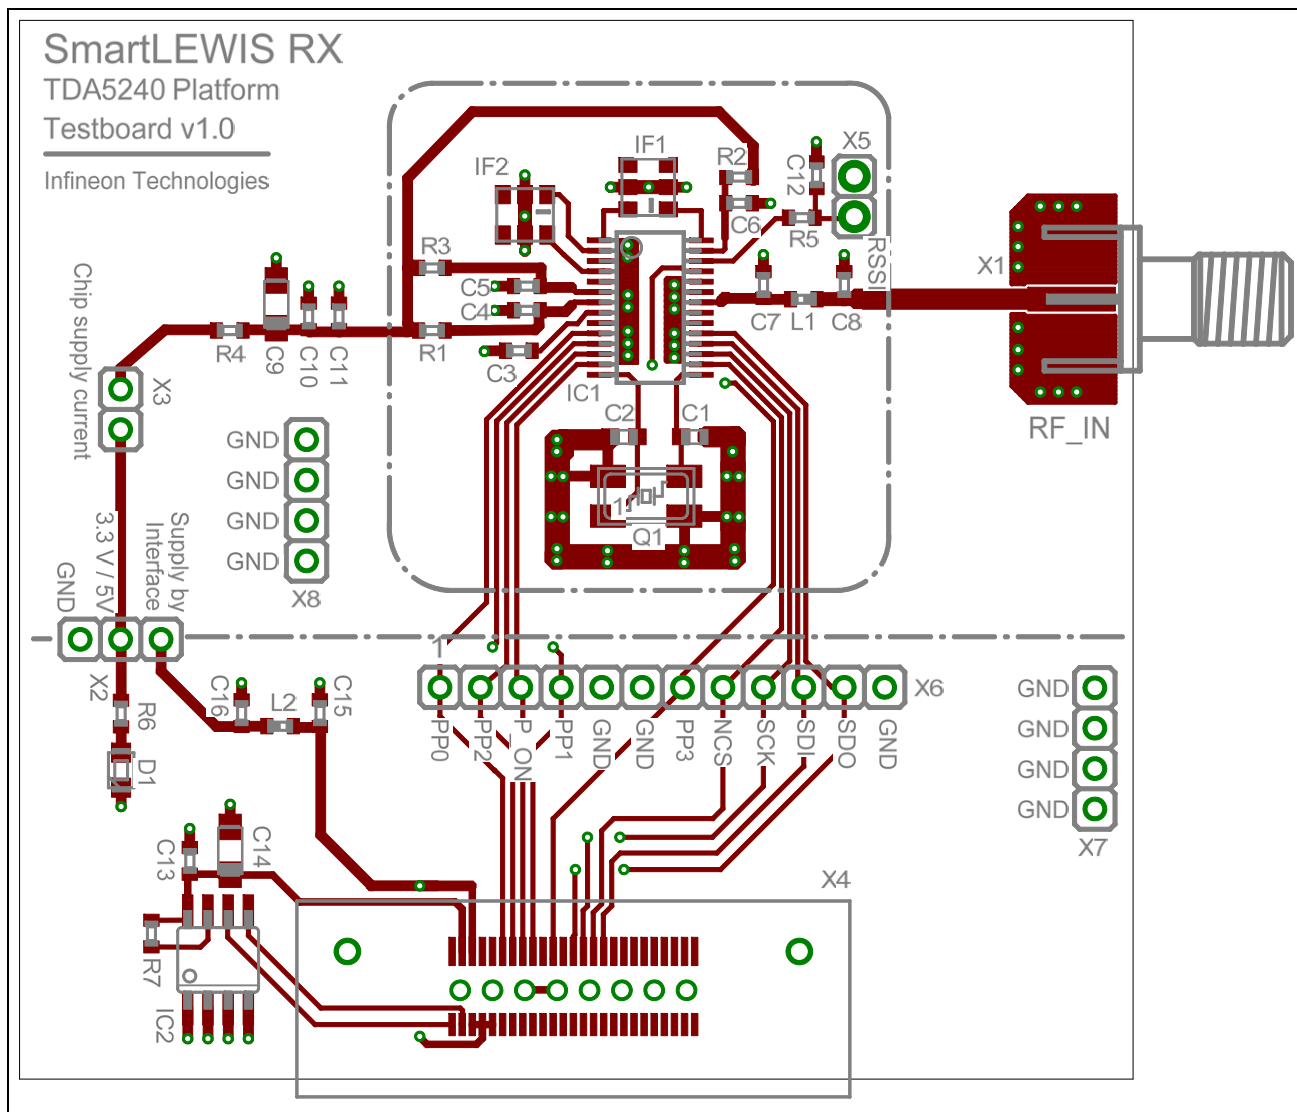 SmartLEWIS RX
TDA5240 Platform
Testboard v1.0
Infineon Technologies
IF1
IF2
R2
C12
X5
C6
R5
RSSI
X1
R3
C5
C4
R1
C3
IC1
C7
L1
C8
RF_IN
Chip supply current
R4
C9
C10
C11
X3
C2
C1
1
Q1
GND
GND
GND
GND
X8
3.3 V / 5V
Supply by
Interface
GND
X2
R6
D1
C16
L2
C15
1
X6
PP0
PP2
P_ON
PP1
GND
GND
PP3
NCS
SCK
SDI
SDO
GND
GND
GND
GND
GND
X7
C13
C14
R7
IC2
X4